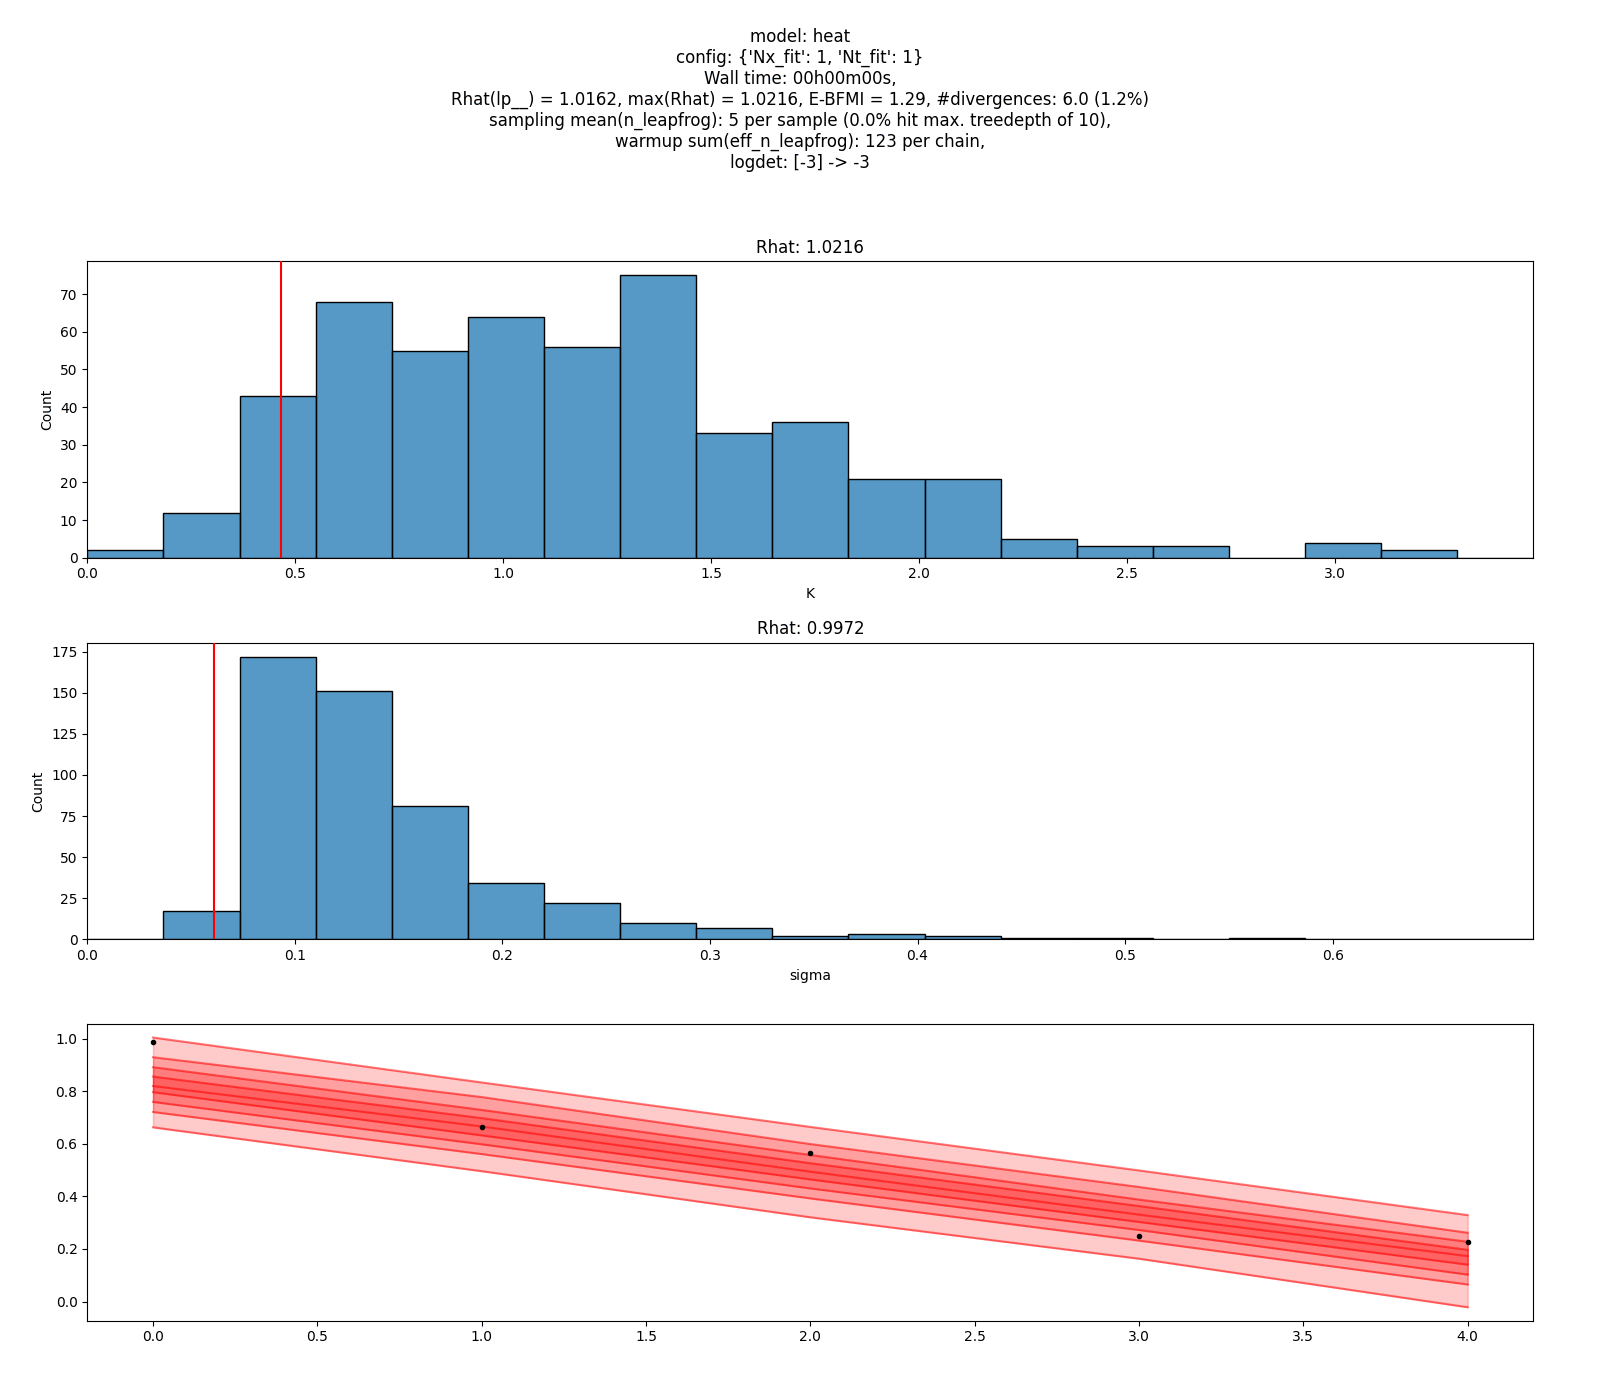 model: heat
config: {'Nx_fit': 1, 'Nt_fit': 1}
Wall time: 00h00m00s,
Rhat(lp__) = 1.0162, max(Rhat) = 1.0216, E-BFMI = 1.29, #divergences: 6.0 (1.2%)
sampling mean(n_leapfrog): 5 per sample (0.0% hit max. treedepth of 10),
warmup sum(eff_n_leapfrog): 123 per chain,
logdet: [-3] -> -3
Rhat: 1.0216
70
60
50
40
30
20
10
0
Count
0.0 0.5 1.0 1.5 2.0 2.5 3.0
K
Rhat: 0.9972
175
150
125
100
75
50
25
0
Count
0.0 0.1 0.2 0.3 0.4 0.5 0.6
sigma
1.0
0.8
0.6
0.4
0.2
0.0
0.0 0.5 1.0 1.5 2.0 2.5 3.0 3.5 4.0